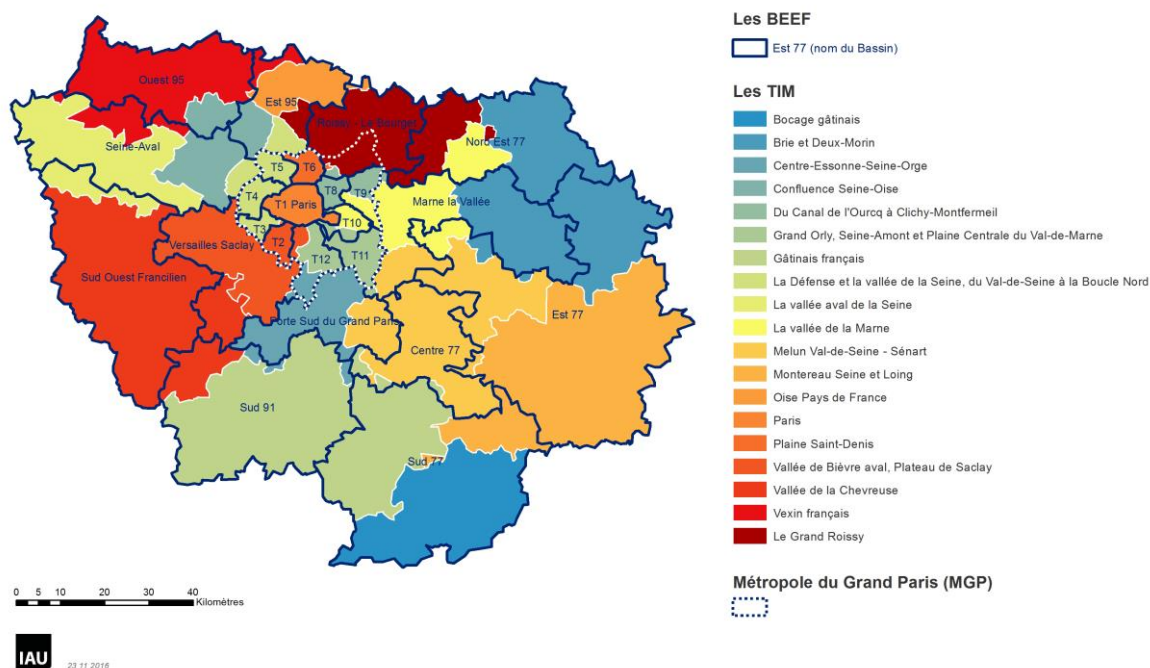 Ouest 95
Est 95
Roissy - Le Bourget
Nord Est 77
Seine-Aval
T5
T6
T4
T8
T9
T1 Paris
Marne la Vallée
T3
T10
T2
Versailles Saclay
T12
T11
Sud Ouest Francilien
Porte Sud du Grand Paris
Est 77
Centre 77
Sud 91
Sud 77
0 5 10 20 30 40
Kilomètres
IAU
23 11 2016
Les BEEF
Est 77 (nom du Bassin)
Les TIM
Bocage gâtinais
Brie et Deux-Morin
Centre-Essonne-Seine-Orge
Confluence Seine-Oise
Du Canal de l'Ourcq à Clichy-Montfermeil
Grand Orly, Seine-Amont et Plaine Centrale du Val-de-Marne
Gâtinais français
La Défense et la vallée de la Seine, du Val-de-Seine à la Boucle Nord
La vallée aval de la Seine
La vallée de la Marne
Melun Val-de-Seine - Sénart
Montereau Seine et Loing
Oise Pays de France
Paris
Plaine Saint-Denis
Vallée de Bièvre aval, Plateau de Saclay
Vallée de la Chevreuse
Vexin français
Le Grand Roissy
Métropole du Grand Paris (MGP)